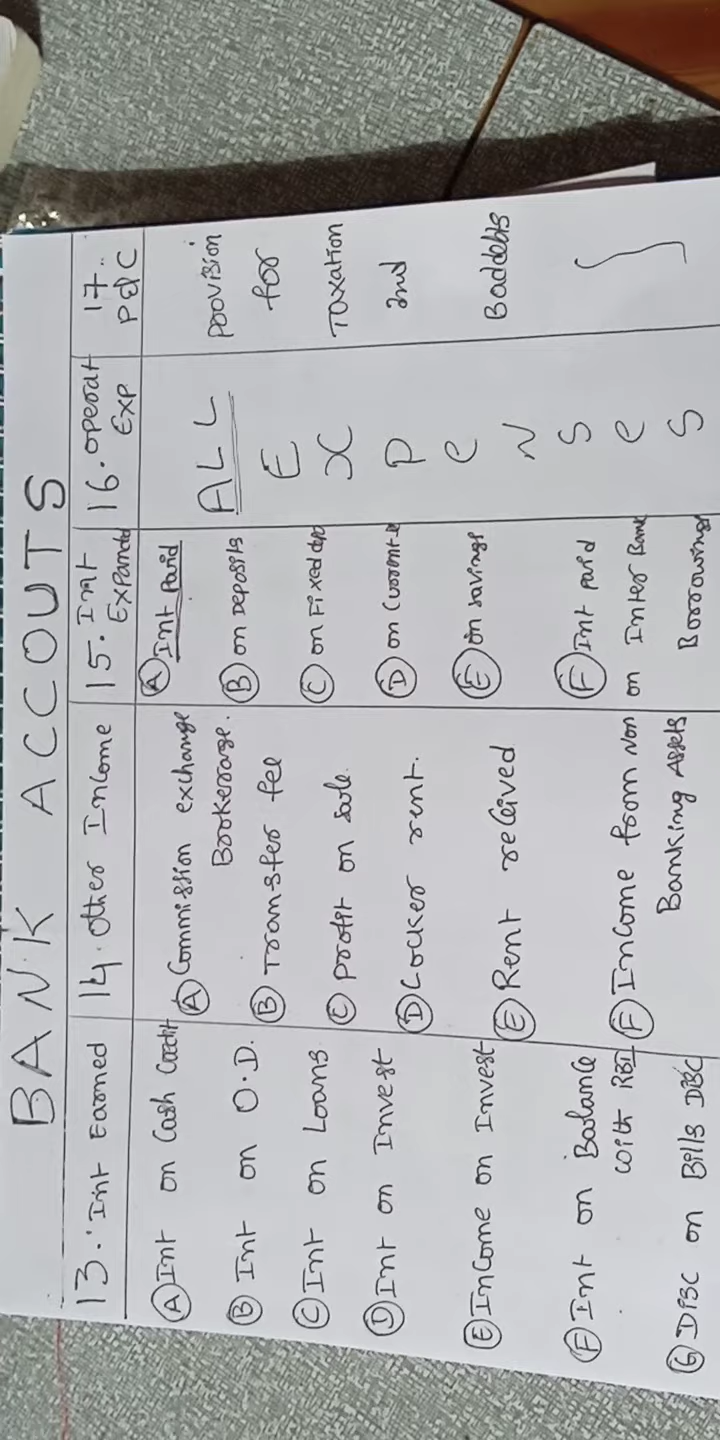 BANK ACCOUTS
13. Int Earned
(A) Int on Cash Credit
(B) Int on O.D.
(C) Int on Loans
(D) Int on Invest
(E) Income on Invest
(F) Int on Balance
with RBI
(G) DISC on Bills DISC
14. Other Income
(A) Commission exchange
Brokerage.
(B) Transfer fee
(C) profit on sale
(D) Locker rent.
(E) Rent received
(F) Income from Non
Banking Assets
15. Int
Expanded
(A) Int Paid
(B) on Deposits
(C) on Fixed dep
(D) on Current
(E) on savings
(F) Int paid
on Inter Bank
Borrowings
16. operat
Exp
ALL
E
X
P
e
N
S
e
S
17.
P&C
provision
for
Taxation
and
Baddebts